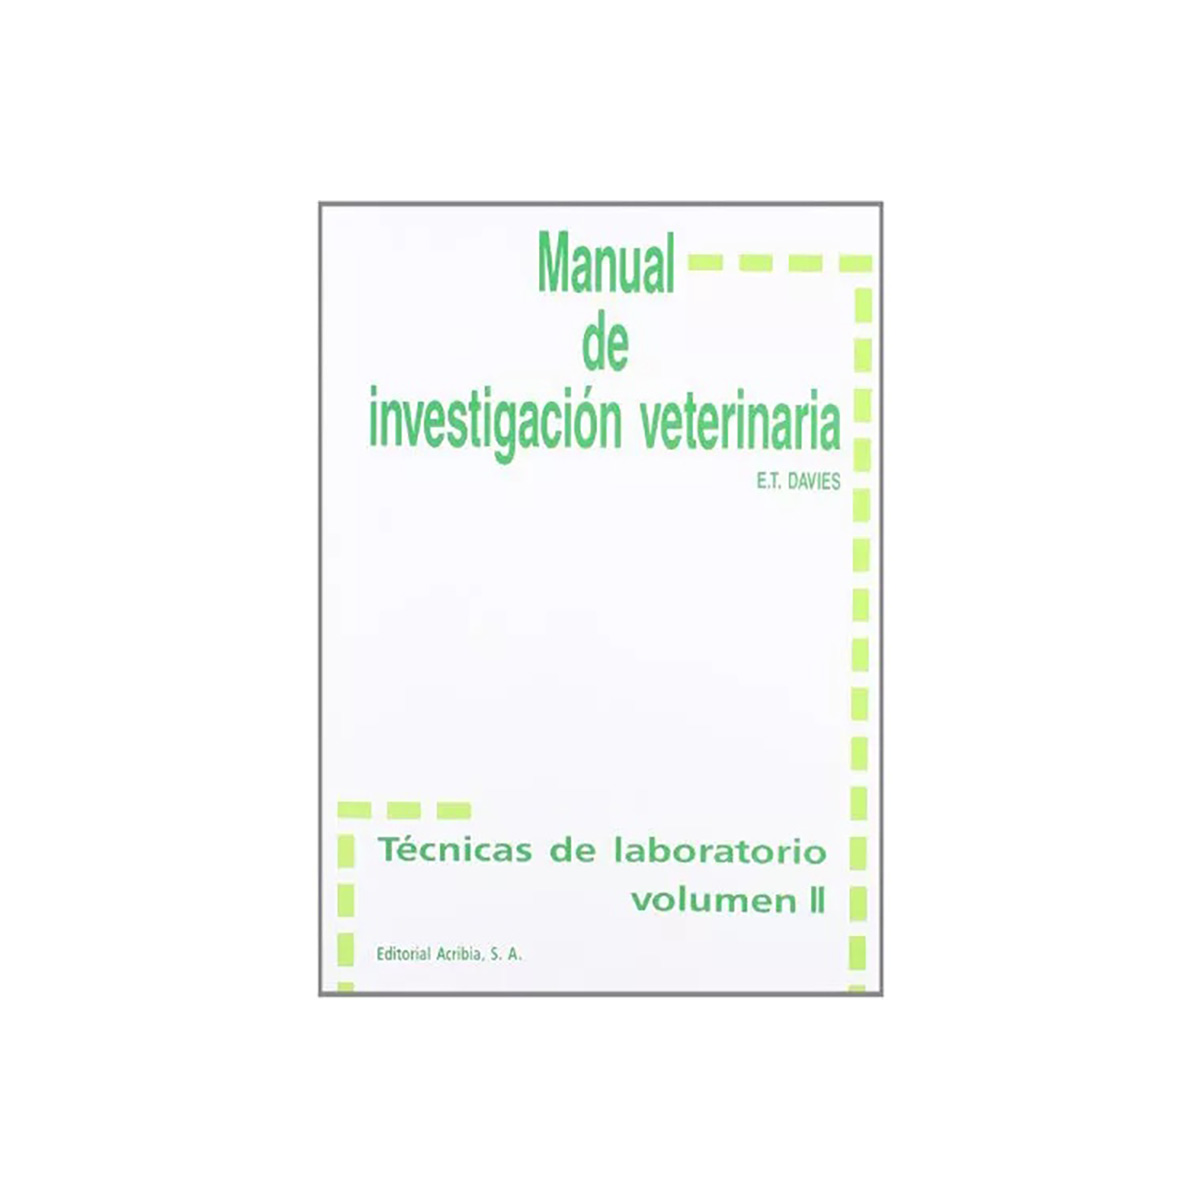 Manual
de
investigación veterinaria
E.T. DAVIES
Técnicas de laboratorio
volumen II
Editorial Acribia, S. A.